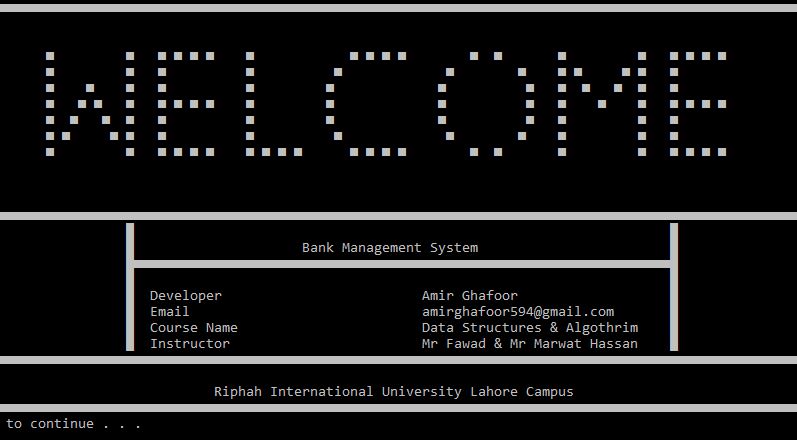 WELCOME
Bank Management System
Developer Amir Ghafoor
Email amirghafoor594@gmail.com
Course Name Data Structures & Algothrim
Instructor Mr Fawad & Mr Marwat Hassan
Riphah International University Lahore Campus
to continue . . .